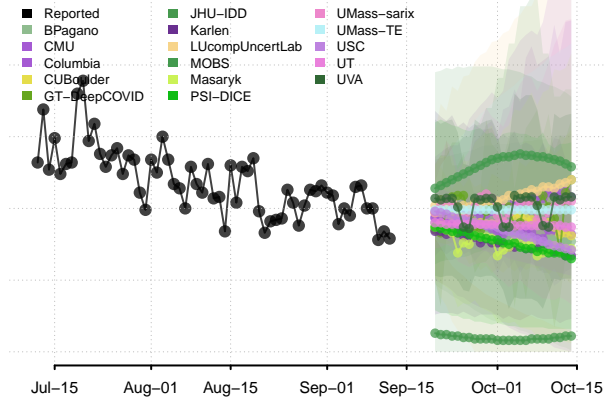 Reported
BPagano
CMU
Columbia
CUBoulder
GT−DeepCOVID
JHU−IDD
Karlen
LUcompUncertLab
MOBS
Masaryk
PSI−DICE
UMass−sarix
UMass−TE
USC
UT
UVA
Jul−15 Aug−01 Aug−15 Sep−01 Sep−15 Oct−01 Oct−15